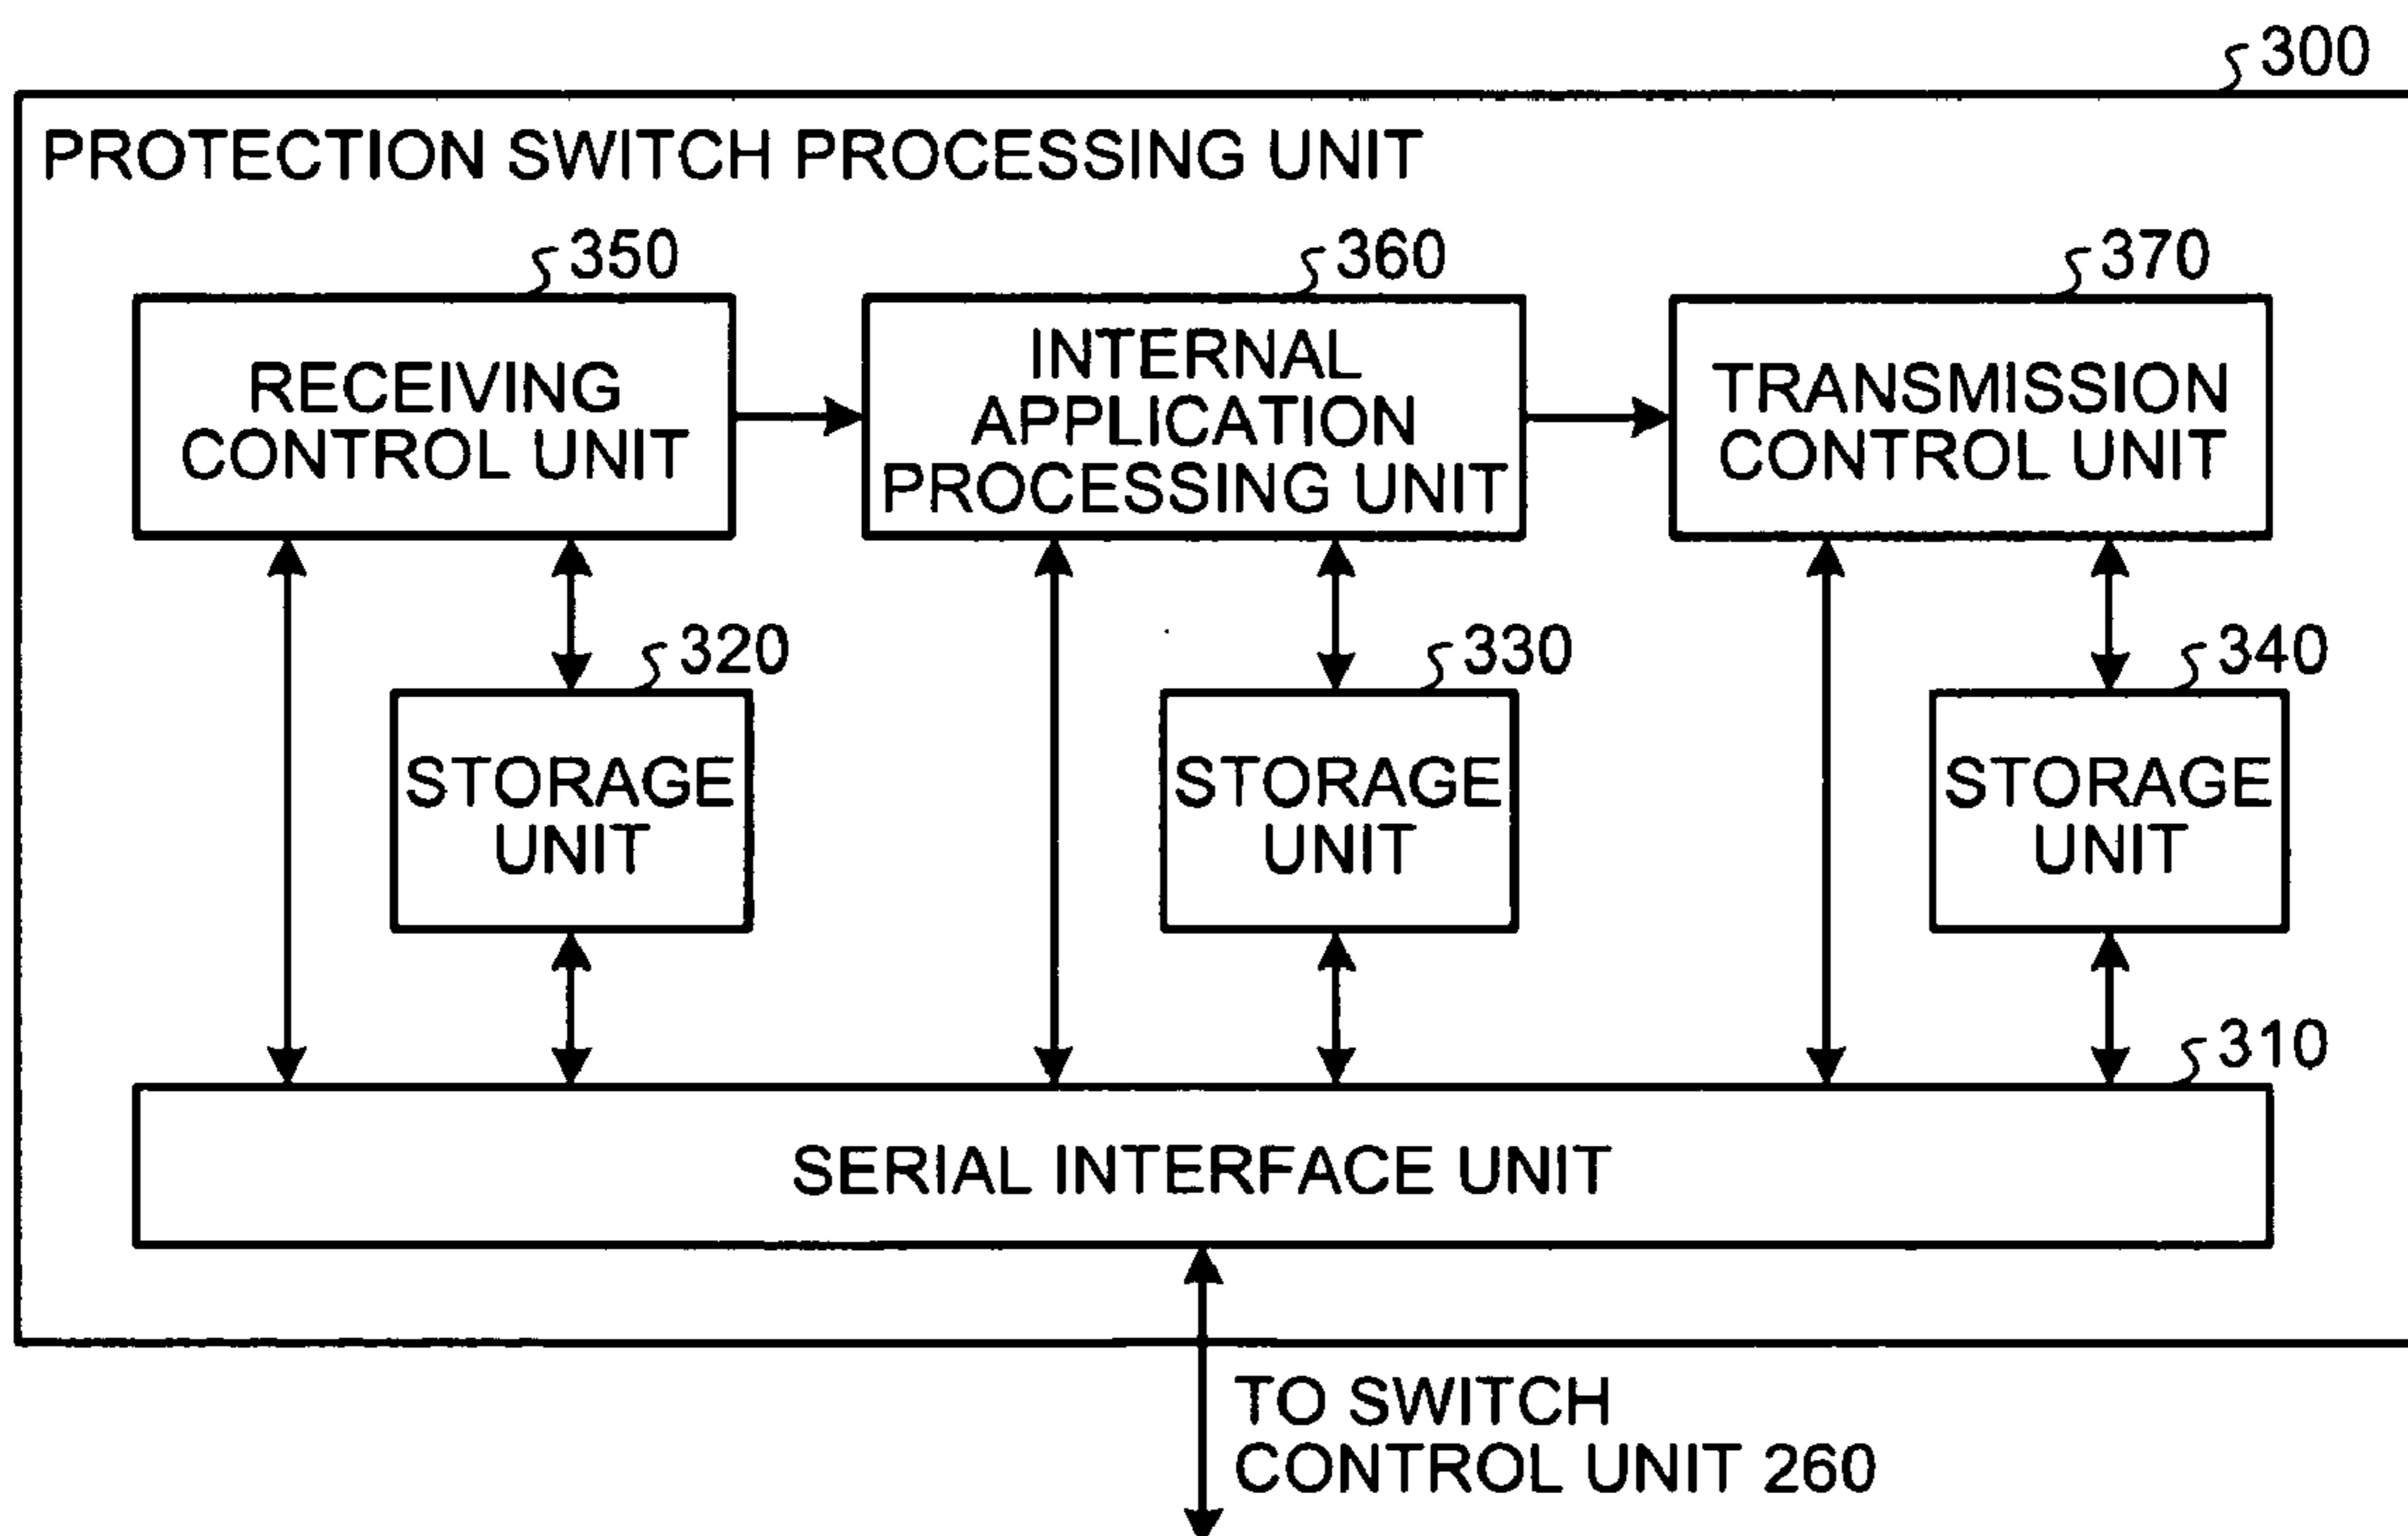 300
PROTECTION SWITCH PROCESSING UNIT
350
360
370
RECEIVING
CONTROL UNIT
INTERNAL
APPLICATION
PROCESSING UNIT
TRANSMISSION
CONTROL UNIT
320
330
340
STORAGE
UNIT
STORAGE
UNIT
STORAGE
UNIT
310
SERIAL INTERFACE UNIT
TO SWITCH
CONTROL UNIT 260